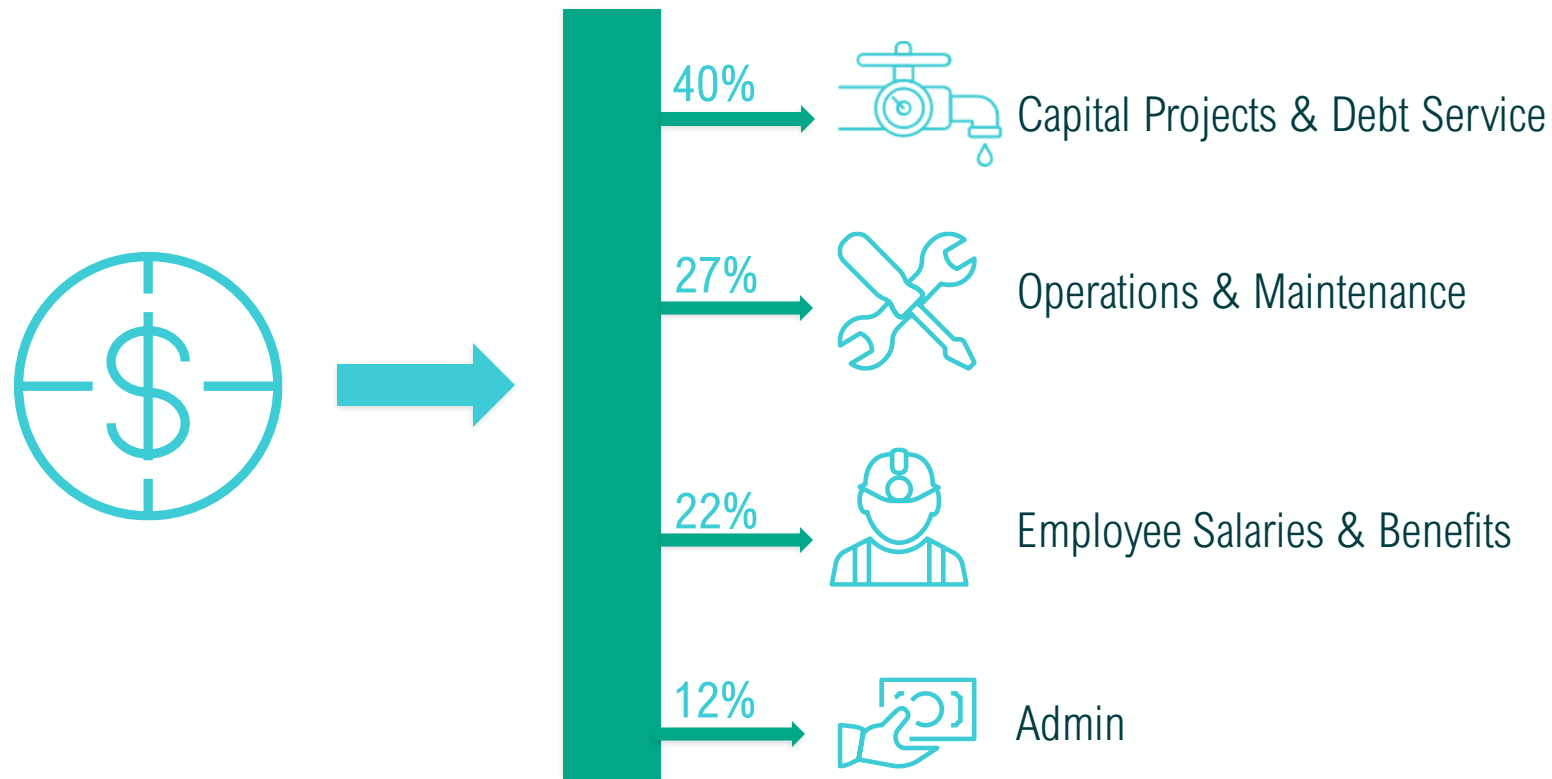 40%
Capital Projects & Debt Service
27%
Operations & Maintenance
22%
Employee Salaries & Benefits
12%
Admin